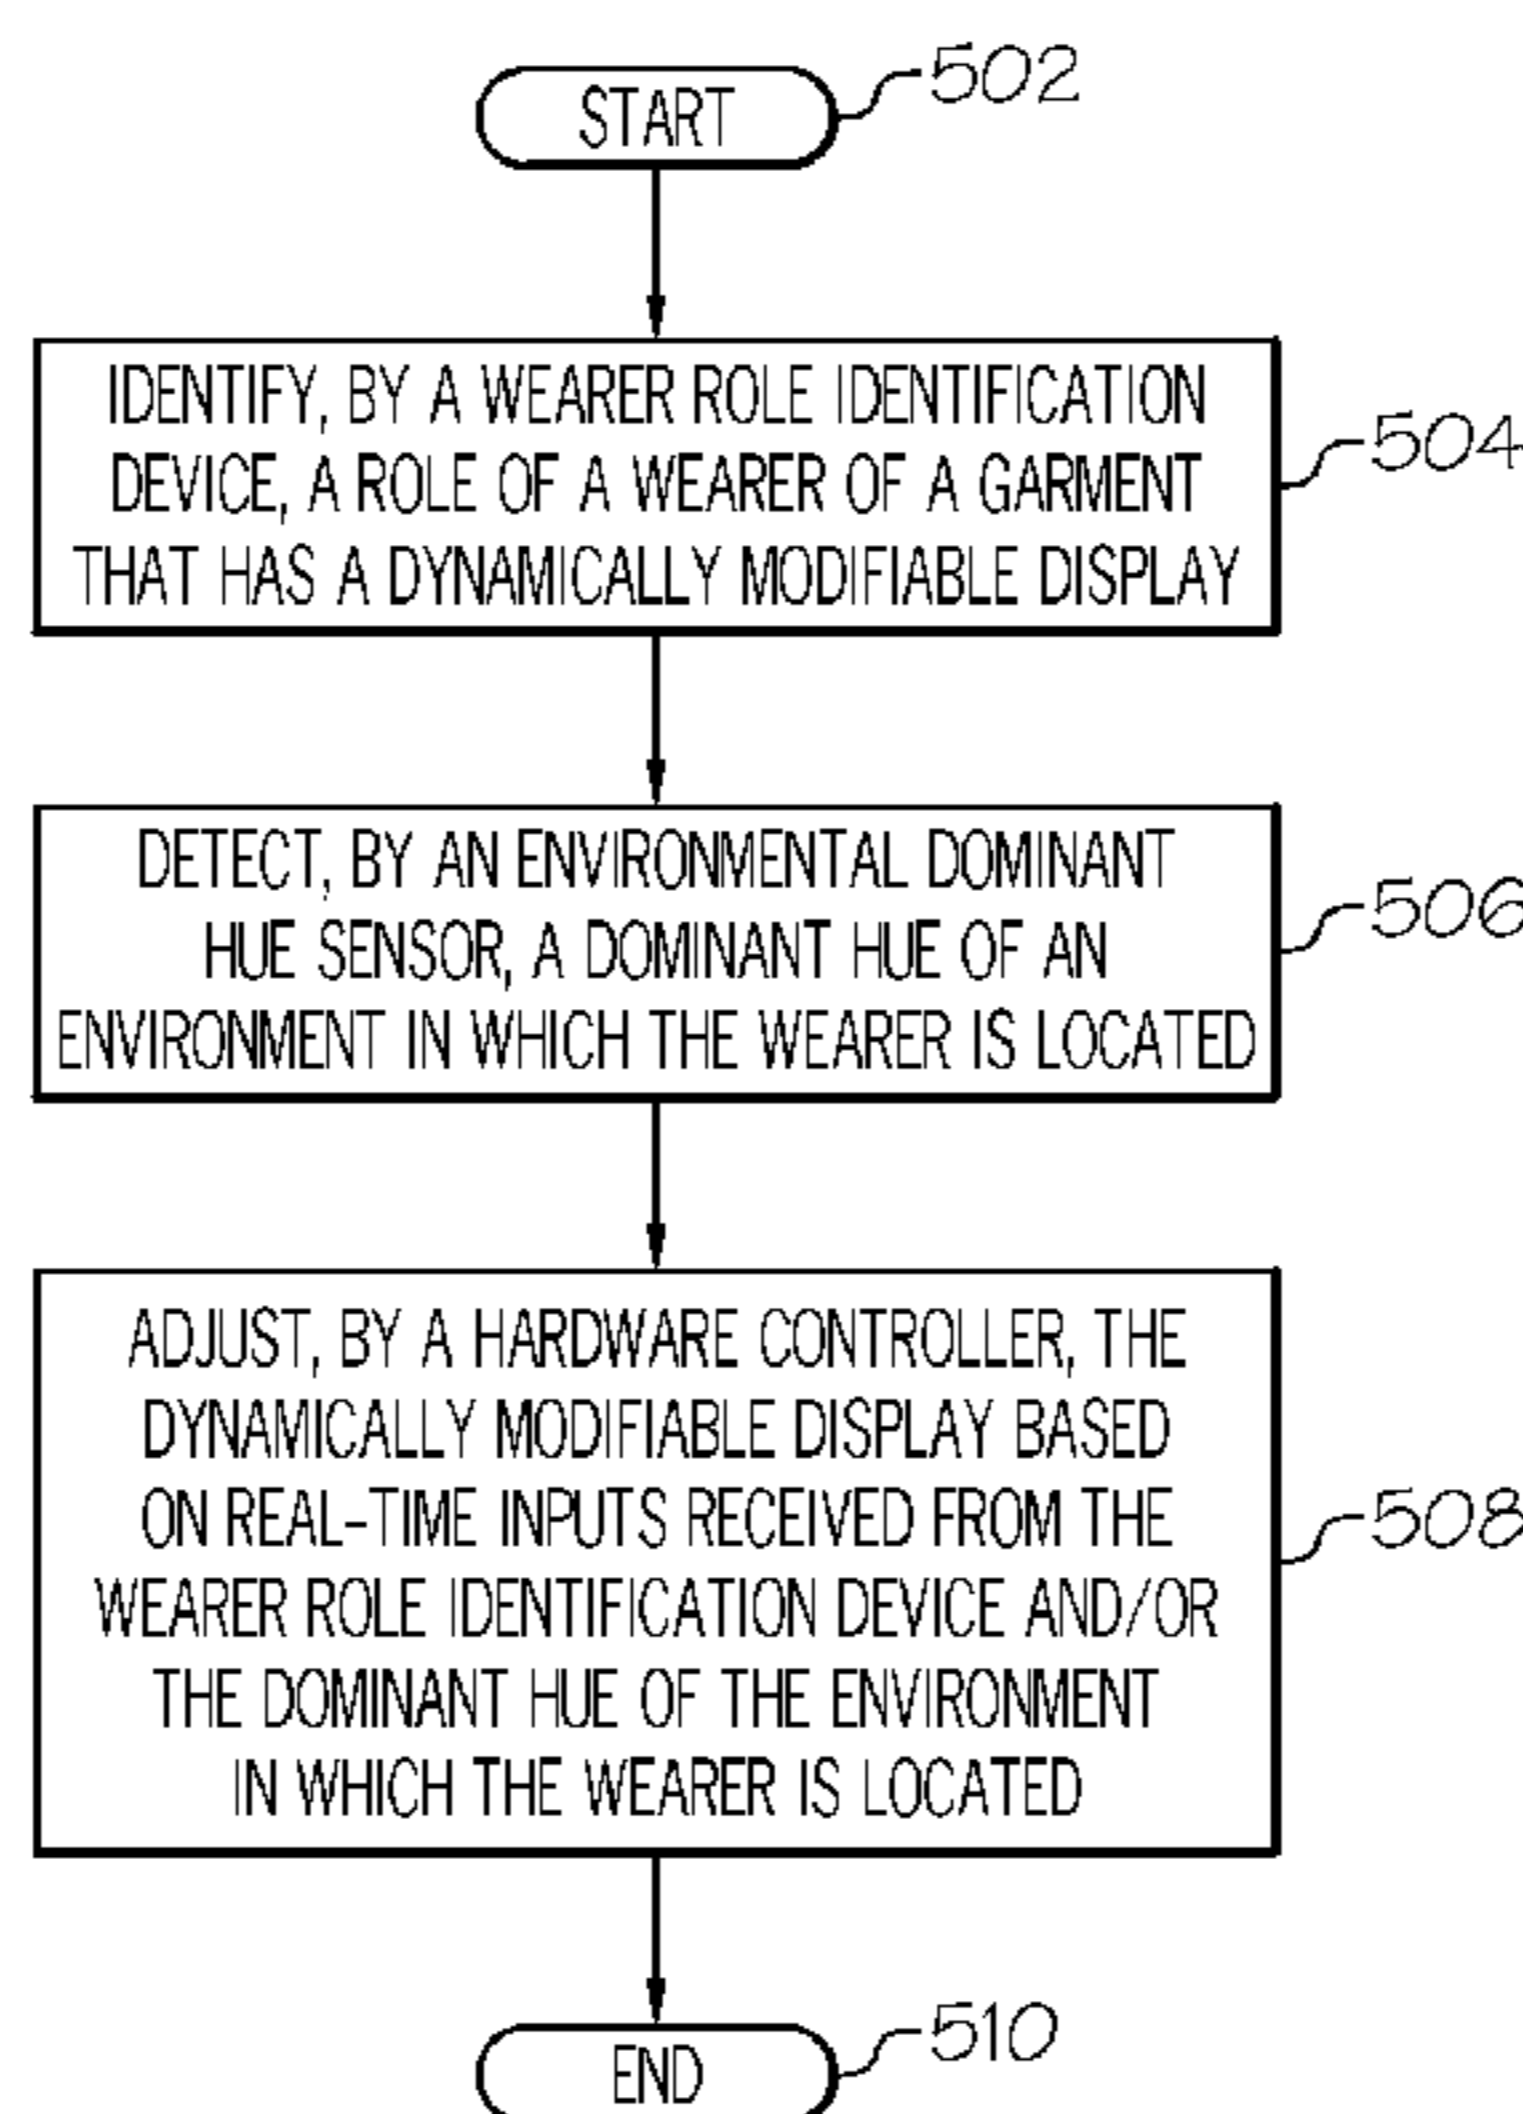 START
502
IDENTIFY, BY A WEARER ROLE IDENTIFICATION
DEVICE, A ROLE OF A WEARER OF A GARMENT
THAT HAS A DYNAMICALLY MODIFIABLE DISPLAY
504
DETECT, BY AN ENVIRONMENTAL DOMINANT
HUE SENSOR, A DOMINANT HUE OF AN
ENVIRONMENT IN WHICH THE WEARER IS LOCATED
506
ADJUST, BY A HARDWARE CONTROLLER, THE
DYNAMICALLY MODIFIABLE DISPLAY BASED
ON REAL-TIME INPUTS RECEIVED FROM THE
WEARER ROLE IDENTIFICATION DEVICE AND/OR
THE DOMINANT HUE OF THE ENVIRONMENT
IN WHICH THE WEARER IS LOCATED
508
END
510